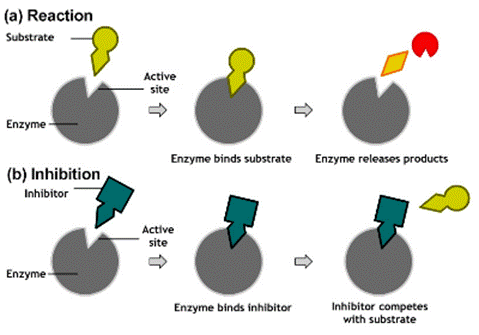 (a) Reaction
Substrate
Active
site
Enzyme
Enzyme binds substrate
Enzyme releases products
(b) Inhibition
Inhibitor
Active
site
Enzyme
Enzyme binds inhibitor
Inhibitor competes
with substrate